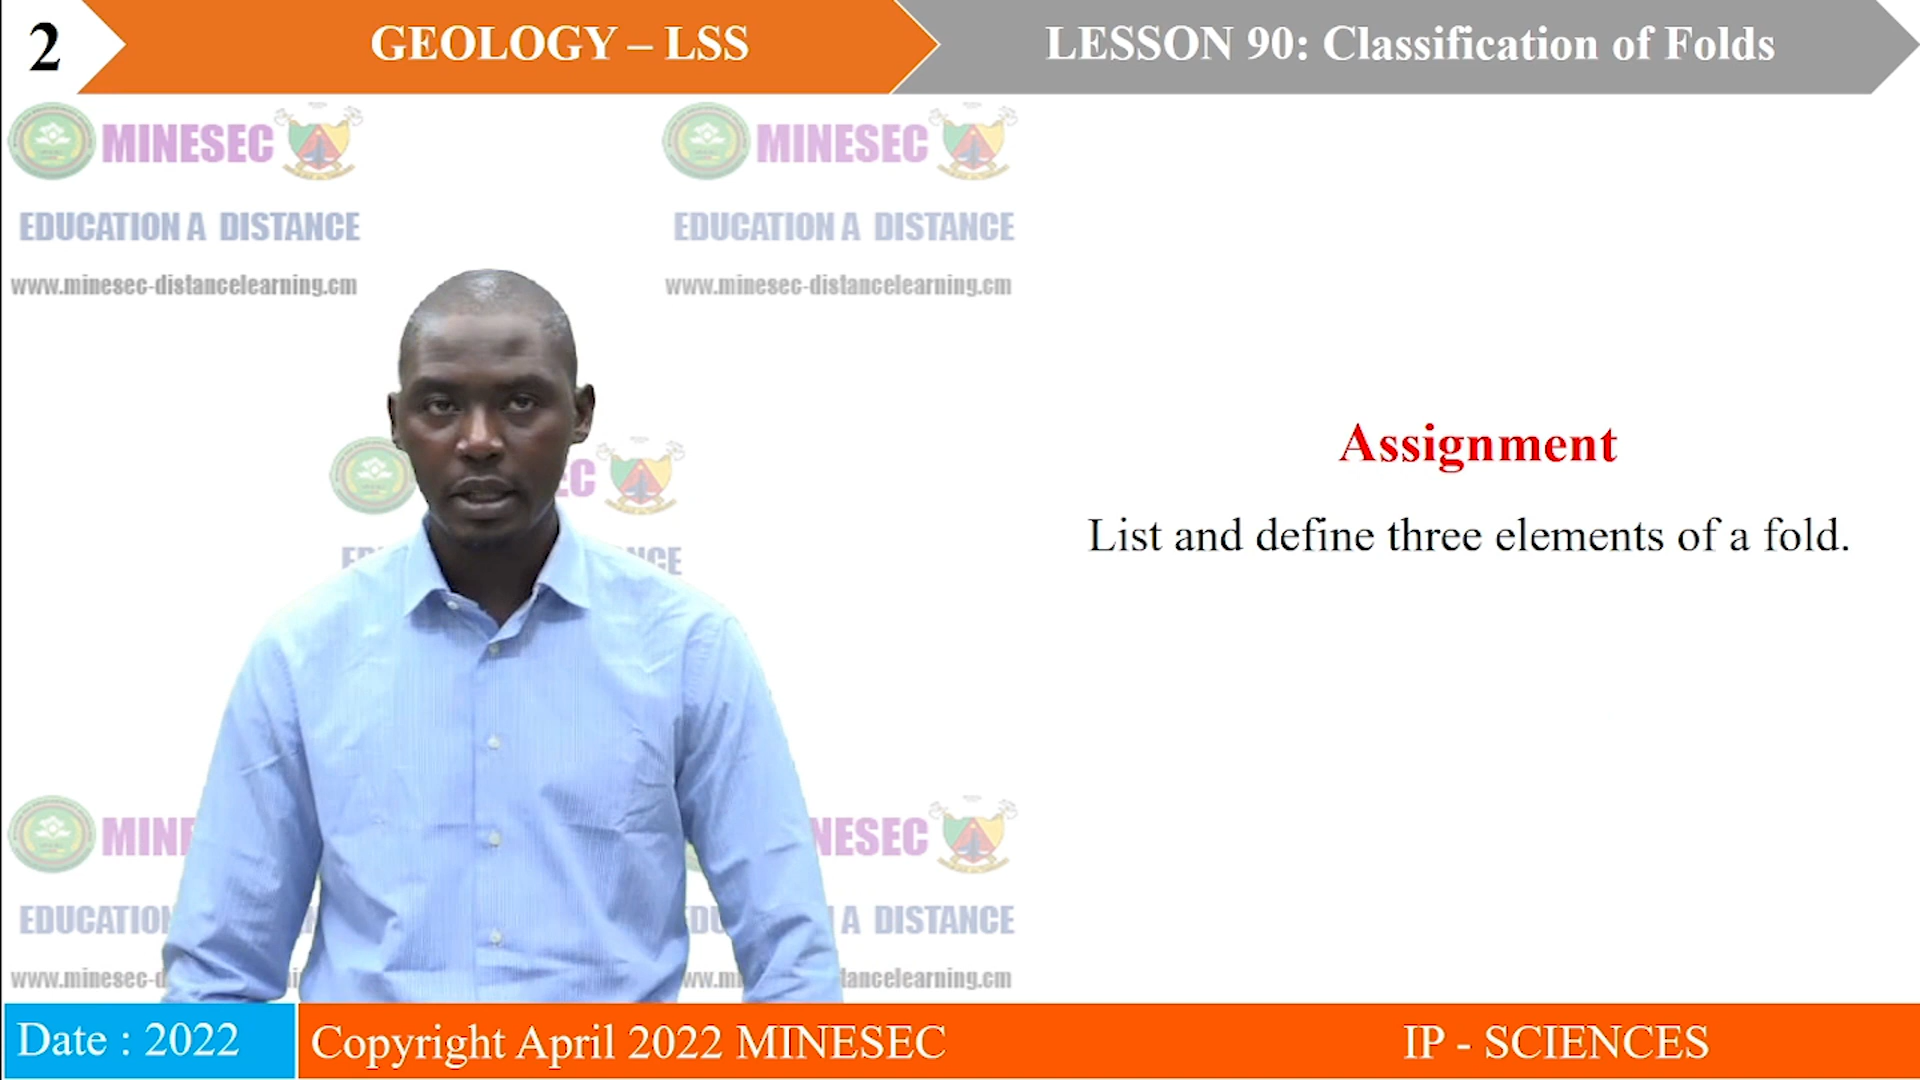 2
GEOLOGY – LSS
LESSON 90: Classification of Folds
MINESEC
MINESEC
EDUCATION A DISTANCE
EDUCATION A DISTANCE
www.minesec-distancelearning.cm
www.minesec-distancelearning.cm
Assignment
List and define three elements of a fold.
EDUCATION
A DISTANCE
Date : 2022
Copyright April 2022 MINESEC
IP - SCIENCES